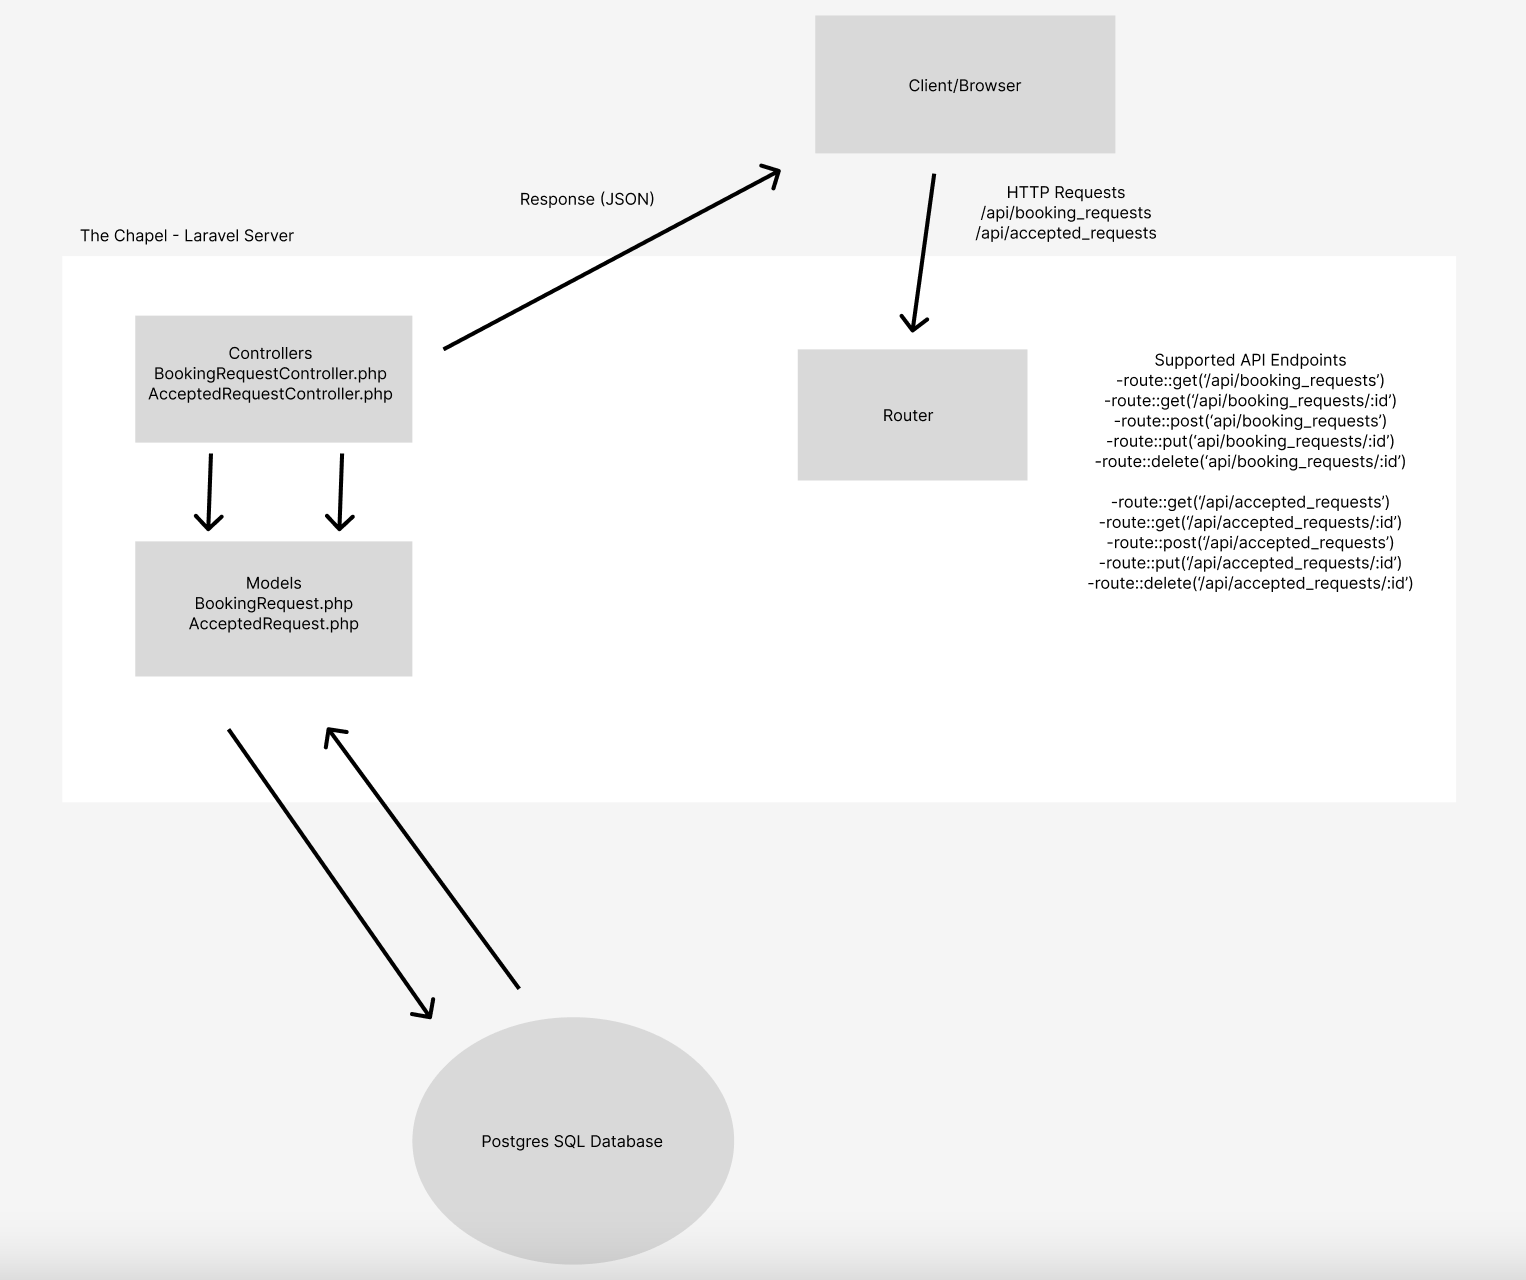 Client/Browser
Response (JSON)
HTTP Requests
/api/booking_requests
/api/accepted_requests
The Chapel - Laravel Server
Controllers
BookingRequestController.php
AcceptedRequestController.php
Router
Supported API Endpoints
-route::get(‘/api/booking_requests’)
-route::get(‘/api/booking_requests/:id’)
-route::post(‘api/booking_requests’)
-route::put(‘api/booking_requests/:id’)
-route::delete(‘api/booking_requests/:id’)
-route::get(‘/api/accepted_requests’)
-route::get(‘/api/accepted_requests/:id’)
-route::post(‘/api/accepted_requests’)
-route::put(‘/api/accepted_requests/:id’)
-route::delete(‘/api/accepted_requests/:id’)
Models
BookingRequest.php
AcceptedRequest.php
Postgres SQL Database